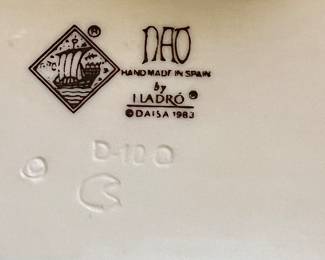 NAO
HAND MADE IN SPAIN
by
LLADRÓ ®
© DAISA 1983
D-10 O